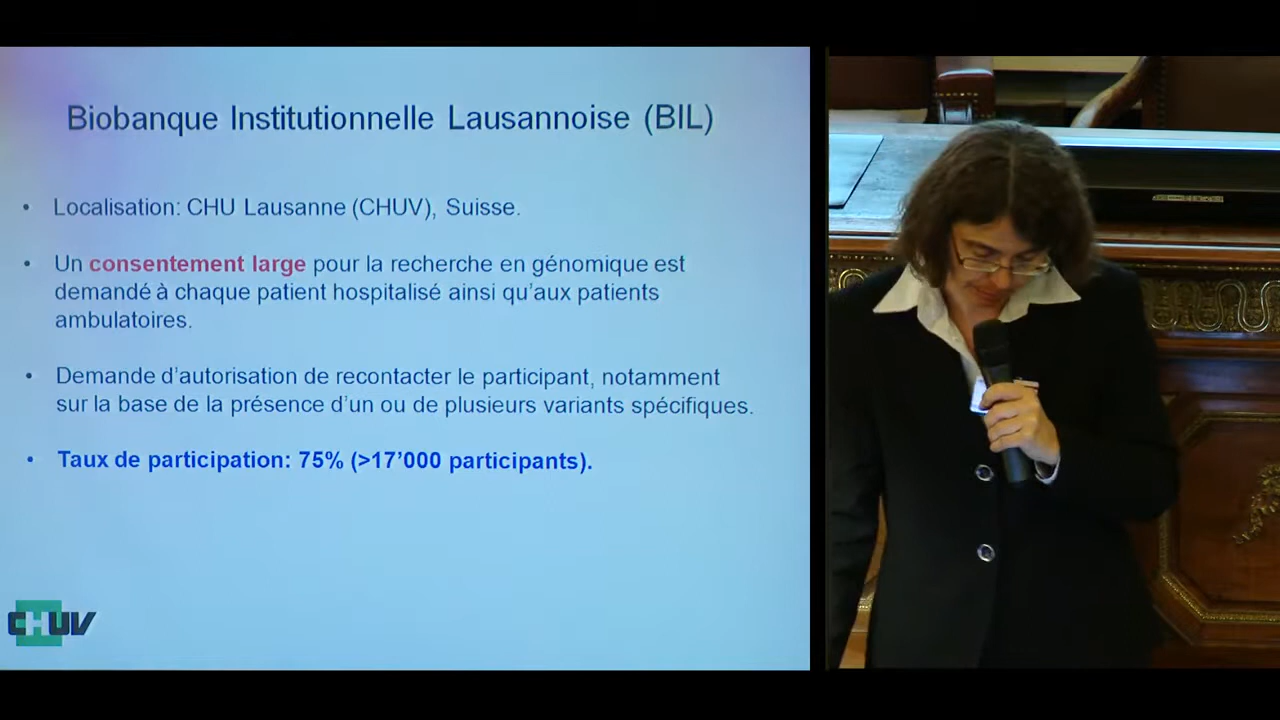 Biobanque Institutionnelle Lausannoise (BIL)
• Localisation: CHU Lausanne (CHUV), Suisse.
• Un consentement large pour la recherche en génomique est
demandé à chaque patient hospitalisé ainsi qu'aux patients
ambulatoires.
• Demande d'autorisation de recontacter le participant, notamment
sur la base de la présence d'un ou de plusieurs variants spécifiques.
• Taux de participation: 75% (>17'000 participants).
CHUV